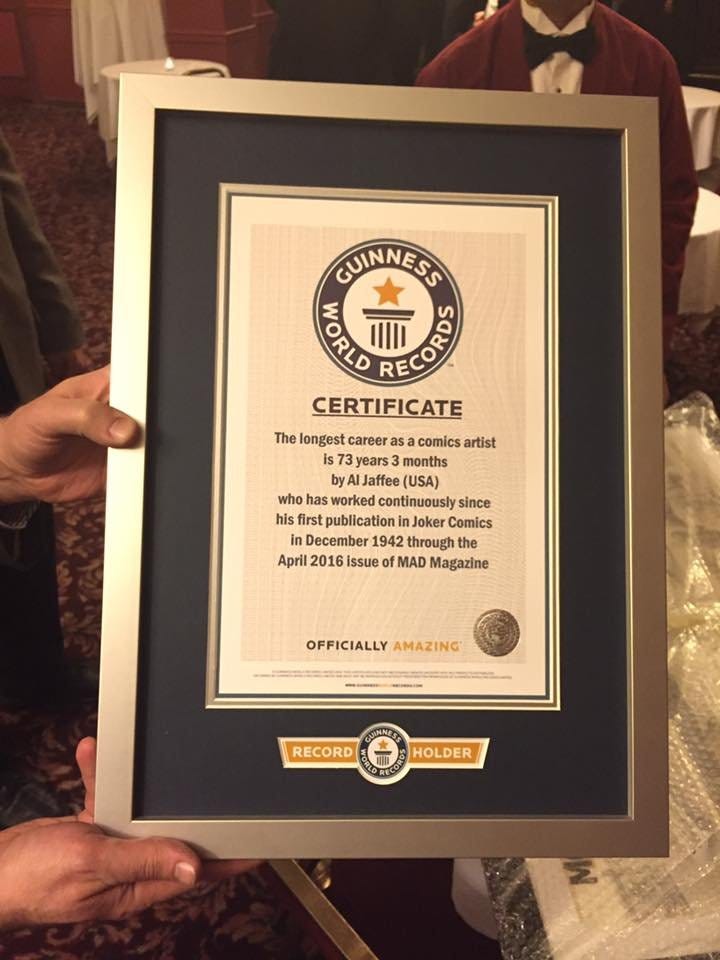 GUINNESS
WORLD RECORDS
CERTIFICATE
The longest career as a comics artist
is 73 years 3 months
by Al Jaffee (USA)
who has worked continuously since
his first publication in Joker Comics
in December 1942 through the
April 2016 issue of MAD Magazine
OFFICIALLY AMAZING
RECORD
GUINNESS
WORLD RECORDS
HOLDER